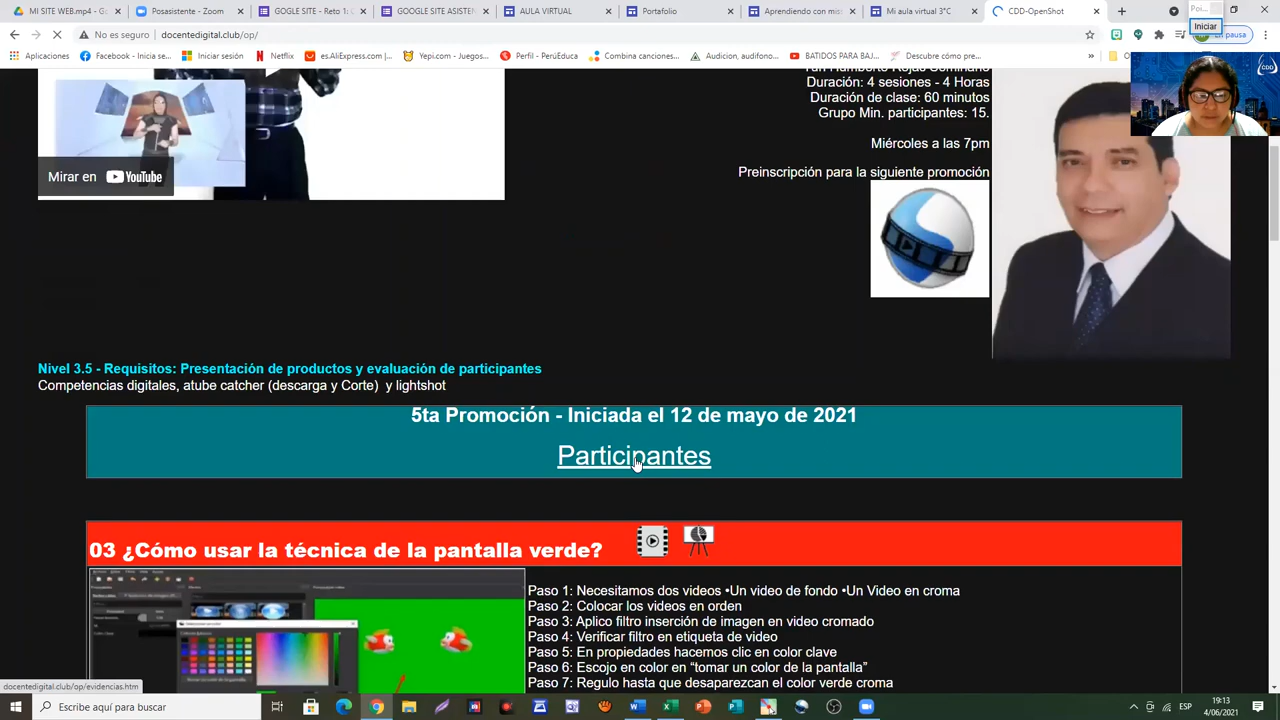 MI SITE WEB.mp4 - G
Posasistente - Zoom
GOGLE SITE - Reto 1:
GOOGLE SITE ASISTEN
AULA VIRTUAL
Portafolio
Aprendiendo con mis
Mi aula virtual 3°C
CDD-OpenShot
Iniciar
No es seguro
docentedigital.club/op/
En pausa
Aplicaciones
Facebook - Inicia se...
Iniciar sesión
Netflix
es.AliExpress.com |...
Yepi.com - Juegos...
Perfil - PerúEduca
Combina canciones...
Audicion, audifono...
BATIDOS PARA BAJ...
Descubre cómo pre...
»
CDD
Duración: 4 sesiones - 4 Horas
Duración de clase: 60 minutos
Grupo Min. participantes: 15.
Miércoles a las 7pm
Preinscripción para la siguiente promoción
Mirar en YouTube
Nivel 3.5 - Requisitos: Presentación de productos y evaluación de participantes
Competencias digitales, atube catcher (descarga y Corte) y lightshot
5ta Promoción - Iniciada el 12 de mayo de 2021
Participantes
03 ¿Cómo usar la técnica de la pantalla verde?
Paso 1: Necesitamos dos videos •Un video de fondo •Un Video en croma
Paso 2: Colocar los videos en orden
Paso 3: Aplico filtro inserción de imagen en video cromado
Paso 4: Verificar filtro en etiqueta de video
Paso 5: En propiedades hacemos clic en color clave
Paso 6: Escojo en color en “tomar un color de la pantalla”
Paso 7: Regulo hasta que desaparezcan el color verde croma
docentedigital.club/op/evidencias.htm
Escribe aquí para buscar
ESP
19:13
4/06/2021